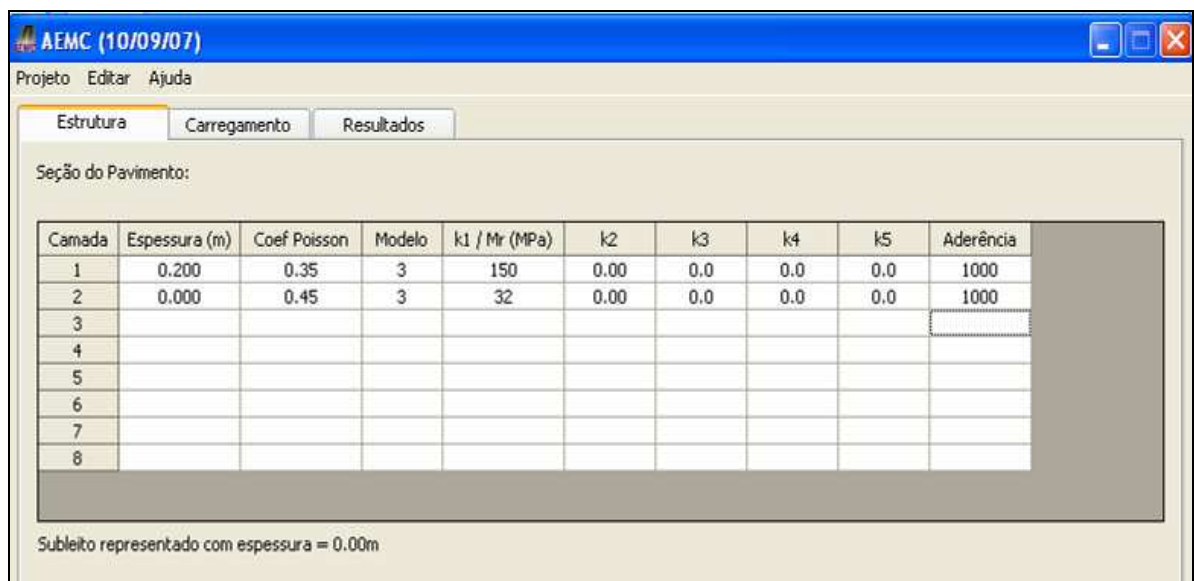 AEMC (10/09/07)
Projeto Editar Ajuda
Estrutura Carregamento Resultados
Seção do Pavimento:
Camada Espessura (m) Coef Poisson Modelo k1 / Mr (MPa) k2 k3 k4 k5 Aderência
1 0.200 0.35 3 150 0.00 0.0 0.0 0.0 1000
2 0.000 0.45 3 32 0.00 0.0 0.0 0.0 1000
3
4
5
6
7
8
Subleito representado com espessura = 0.00m